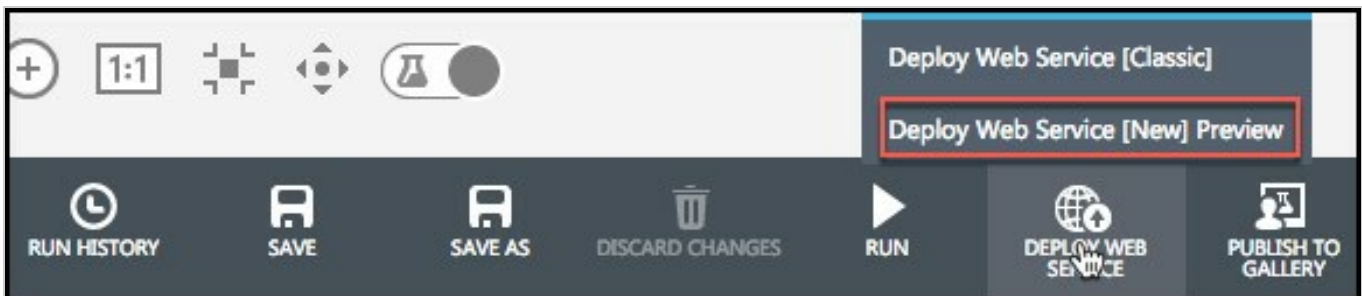 1:1
Deploy Web Service [Classic]
Deploy Web Service [New] Preview
RUN HISTORY
SAVE
SAVE AS
DISCARD CHANGES
RUN
DEPLOY WEB
SERVICE
PUBLISH TO
GALLERY